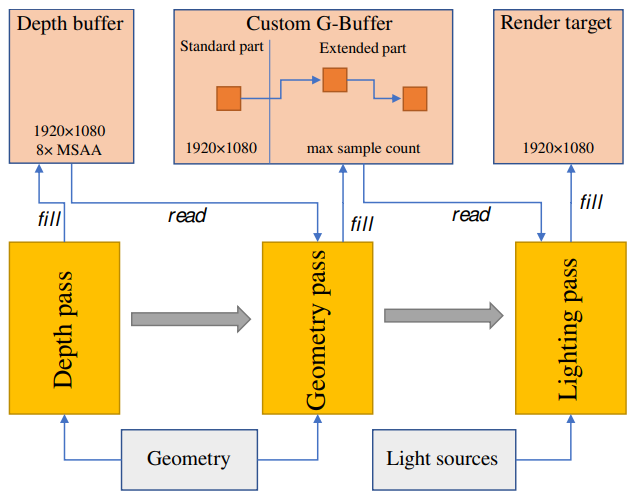 Depth buffer
1920×1080
8× MSAA
Custom G-Buffer
Standard part
Extended part
1920×1080
max sample count
Render target
1920×1080
fill
read
fill
read
fill
Depth pass
Geometry pass
Lighting pass
Geometry
Light sources